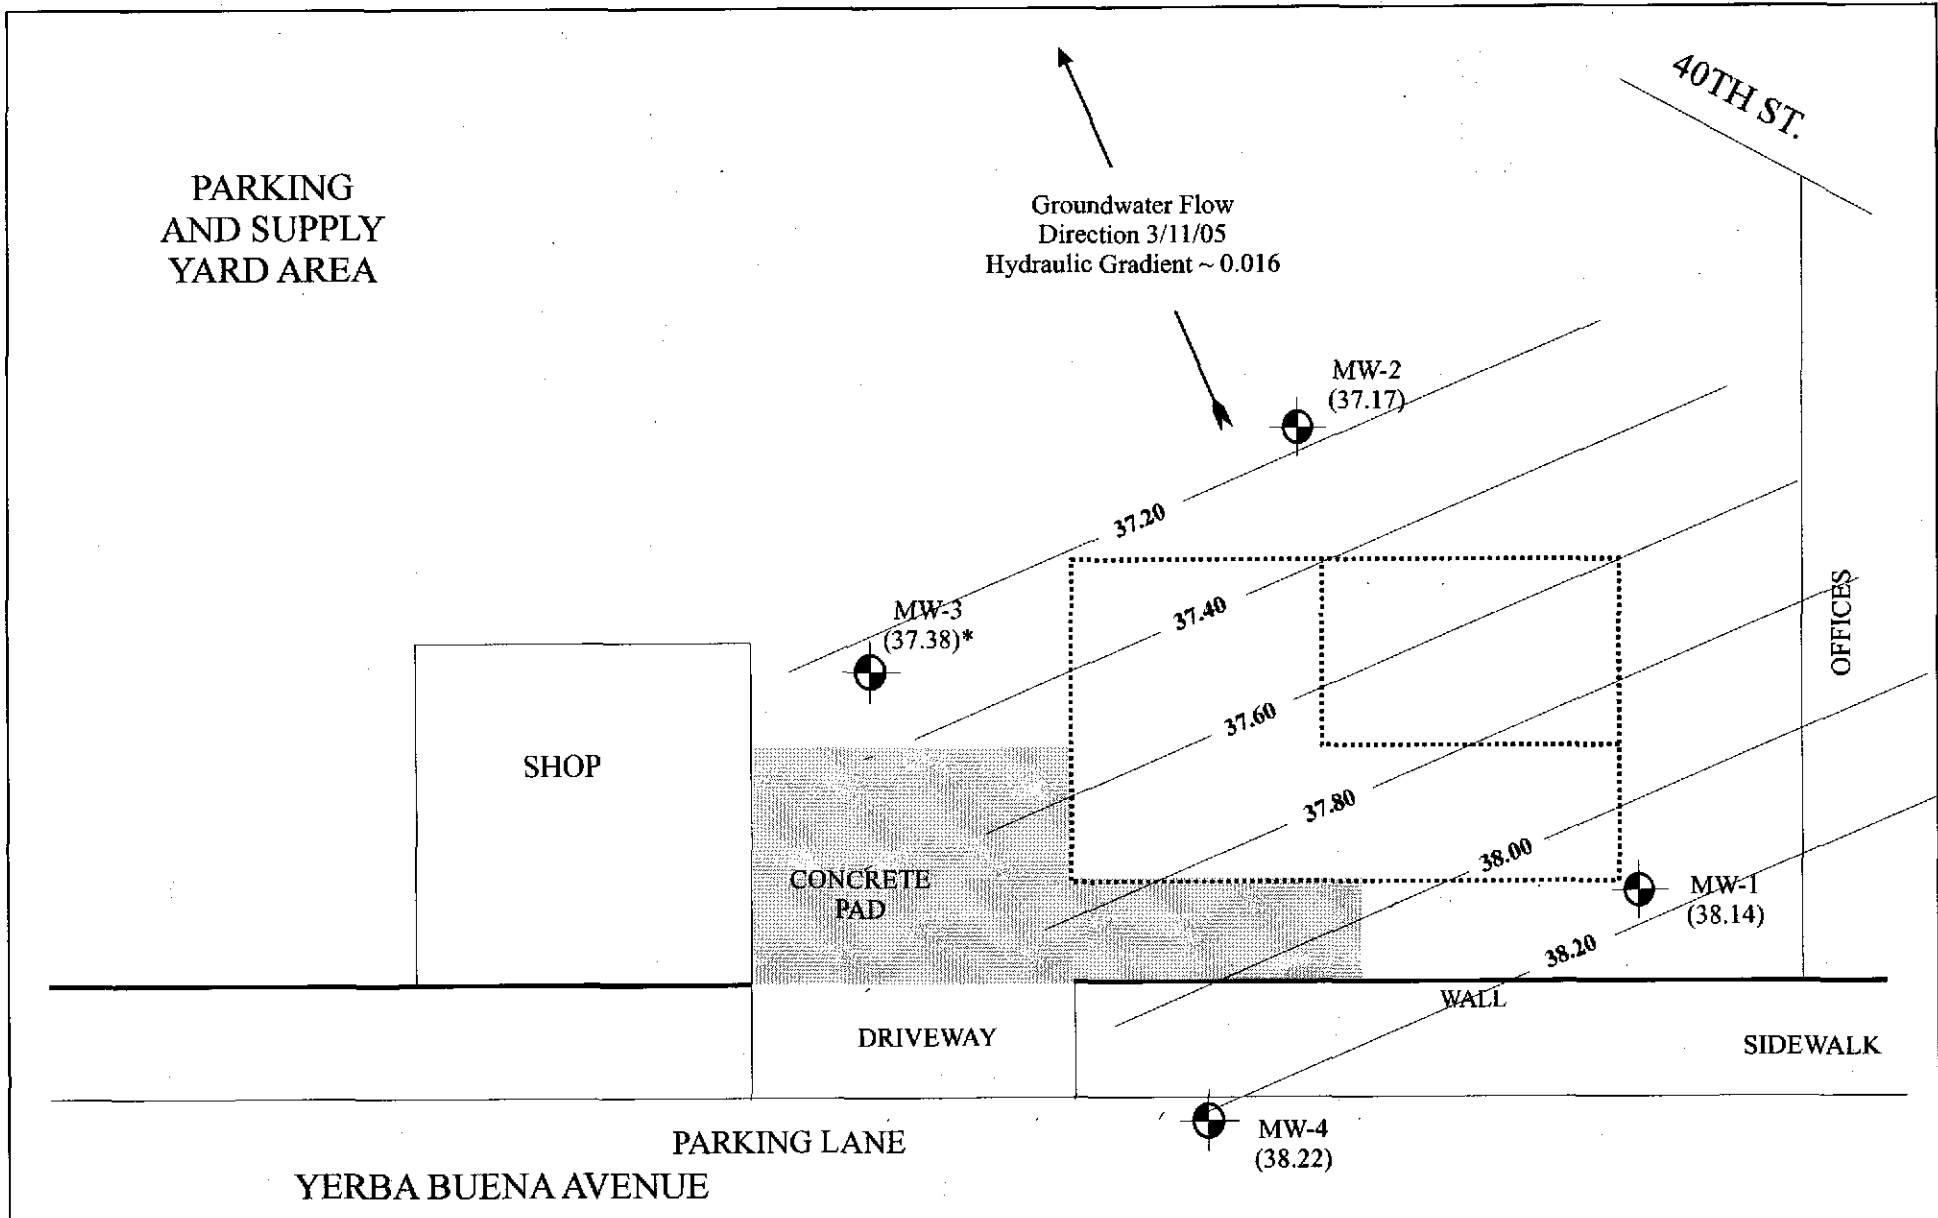 40TH ST.
PARKING
AND SUPPLY
YARD AREA
Groundwater Flow
Direction 3/11/05
Hydraulic Gradient ~ 0.016
MW-2
(37.17)
37.20
MW-3
(37.38)*
37.40
OFFICES
37.60
SHOP
37.80
38.00
CONCRETE
PAD
MW-1
(38.14)
38.20
WALL
DRIVEWAY
SIDEWALK
MW-4
(38.22)
PARKING LANE
YERBA BUENA AVENUE